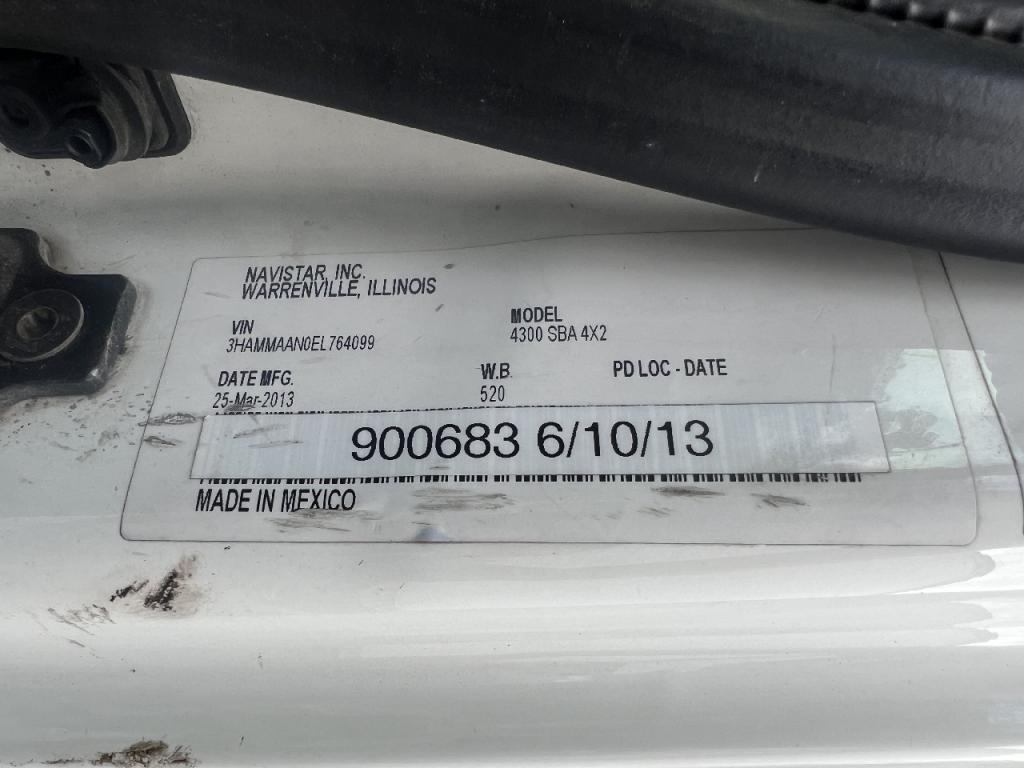 NAVISTAR, INC.
WARRENVILLE, ILLINOIS
VIN
3HAMMAAN0EL764099
MODEL
4300 SBA 4X2
DATE MFG.
25-Mar-2013
W.B.
520
PD LOC - DATE
900683 6/10/13
MADE IN MEXICO